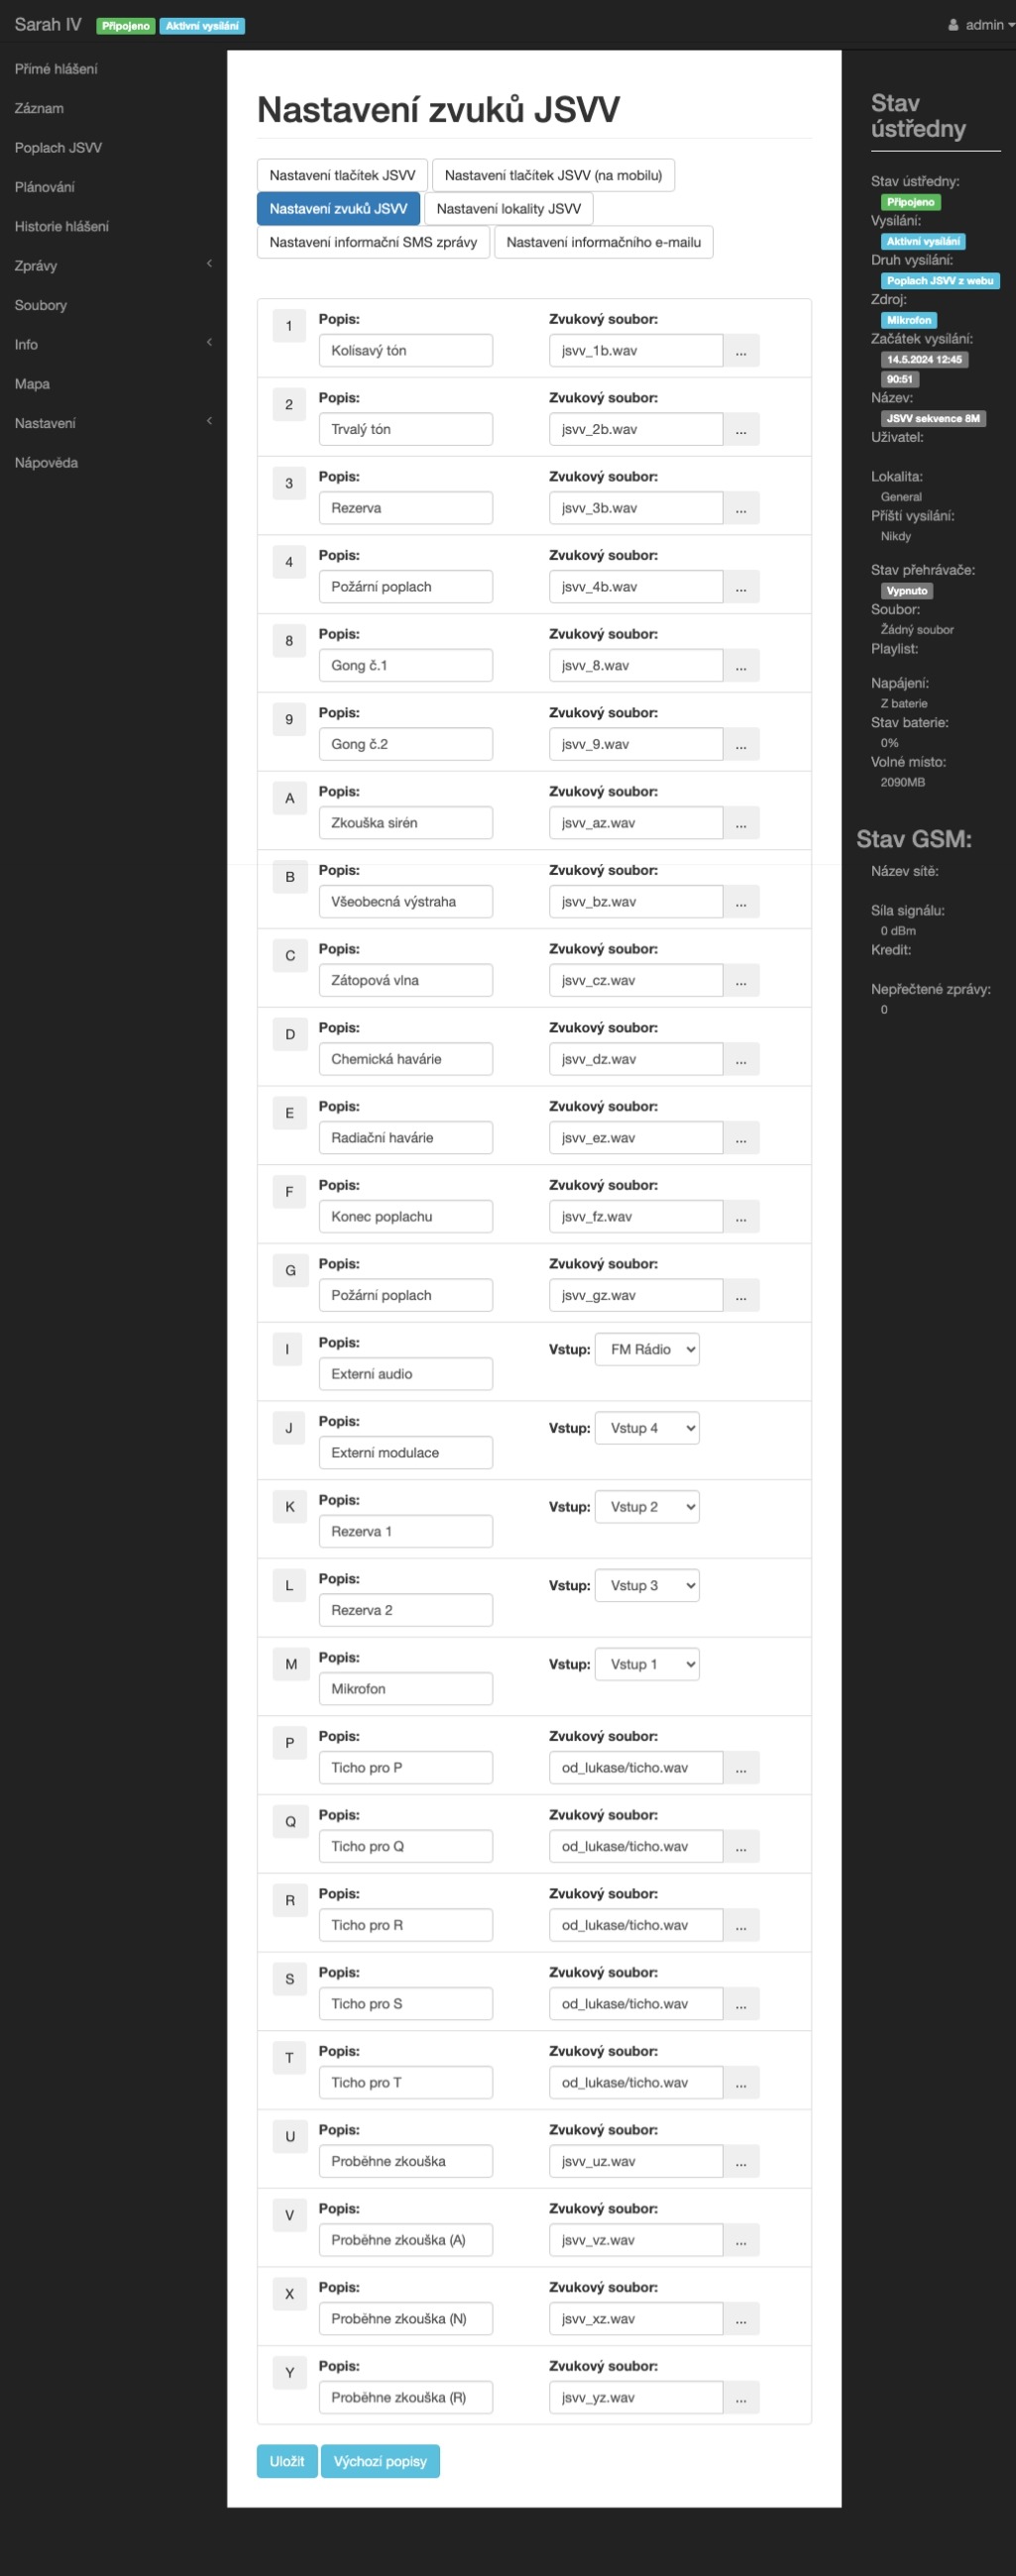 Sarah IV Připojeno Aktivní vysílání admin
Přímé hlášení
Záznam
Poplach JSVV
Plánování
Historie hlášení
Zprávy
Soubory
Info
Mapa
Nastavení
Nápověda
Nastavení zvuků JSVV
Nastavení tlačítek JSVV Nastavení tlačítek JSVV (na mobilu)
Nastavení zvuků JSVV Nastavení lokality JSVV
Nastavení informační SMS zprávy Nastavení informačního e-mailu
1 Popis: Zvukový soubor:
Kolísavý tón jsvv_1b.wav ...
2 Popis: Zvukový soubor:
Trvalý tón jsvv_2b.wav ...
3 Popis: Zvukový soubor:
Rezerva jsvv_3b.wav ...
4 Popis: Zvukový soubor:
Požární poplach jsvv_4b.wav ...
8 Popis: Zvukový soubor:
Gong č.1 jsvv_8.wav ...
9 Popis: Zvukový soubor:
Gong č.2 jsvv_9.wav ...
A Popis: Zvukový soubor:
Zkouška sirén jsvv_az.wav ...
B Popis: Zvukový soubor:
Všeobecná výstraha jsvv_bz.wav ...
C Popis: Zvukový soubor:
Zátopová vlna jsvv_cz.wav ...
D Popis: Zvukový soubor:
Chemická havárie jsvv_dz.wav ...
E Popis: Zvukový soubor:
Radiační havárie jsvv_ez.wav ...
F Popis: Zvukový soubor:
Konec poplachu jsvv_fz.wav ...
G Popis: Zvukový soubor:
Požární poplach jsvv_gz.wav ...
I Popis: Vstup: FM Rádio
Externí audio
J Popis: Vstup: Vstup 4
Externí modulace
K Popis: Vstup: Vstup 2
Rezerva 1
L Popis: Vstup: Vstup 3
Rezerva 2
M Popis: Vstup: Vstup 1
Mikrofon
P Popis: Zvukový soubor:
Ticho pro P od_lukase/ticho.wav ...
Q Popis: Zvukový soubor:
Ticho pro Q od_lukase/ticho.wav ...
R Popis: Zvukový soubor:
Ticho pro R od_lukase/ticho.wav ...
S Popis: Zvukový soubor:
Ticho pro S od_lukase/ticho.wav ...
T Popis: Zvukový soubor:
Ticho pro T od_lukase/ticho.wav ...
U Popis: Zvukový soubor:
Proběhne zkouška jsvv_uz.wav ...
V Popis: Zvukový soubor:
Proběhne zkouška (A) jsvv_vz.wav ...
X Popis: Zvukový soubor:
Proběhne zkouška (N) jsvv_xz.wav ...
Y Popis: Zvukový soubor:
Proběhne zkouška (R) jsvv_yz.wav ...
Uložit Výchozí popisy
Stav
ústředny
Stav ústředny:
Připojeno
Vysílání:
Aktivní vysílání
Druh vysílání:
Poplach JSVV z webu
Zdroj:
Mikrofon
Začátek vysílání:
14.5.2024 12:45
90:51
Název:
JSVV sekvence 8M
Uživatel:
Lokalita:
General
Příští vysílání:
Nikdy
Stav přehrávače:
Vypnuto
Soubor:
Žádný soubor
Playlist:
Napájení:
Z baterie
Stav baterie:
0%
Volné místo:
2090MB
Stav GSM:
Název sítě:
Síla signálu:
0 dBm
Kredit:
Nepřečtené zprávy:
0